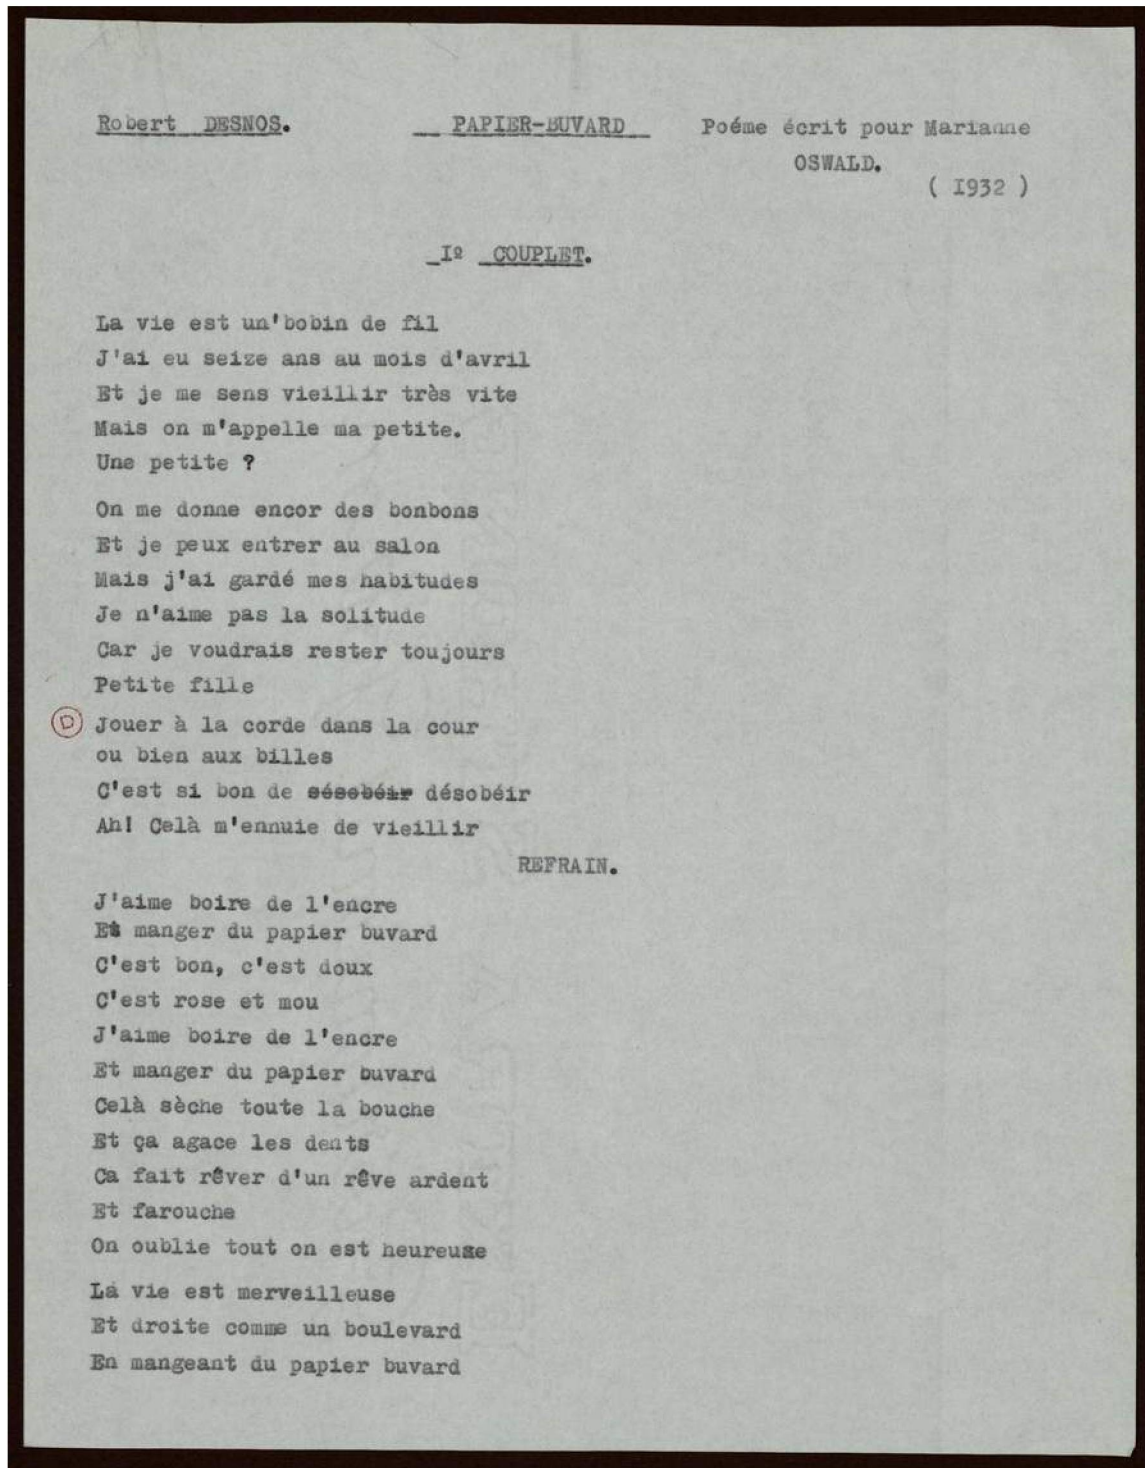 Robert DESNOS. PAPIER-BUVARD Poéme écrit pour Marianne
OSWALD.
( I932 )
Iº COUPLET.
La vie est un'bobin de fil
J'ai eu seize ans au mois d'avril
Et je me sens vieillir très vite
Mais on m'appelle ma petite.
Une petite ?
On me donne encor des bonbons
Et je peux entrer au salon
Mais j'ai gardé mes habitudes
Je n'aime pas la solitude
Car je voudrais rester toujours
Petite fille
D Jouer à la corde dans la cour
ou bien aux billes
C'est si bon de sésobéir désobéir
Ah! Celà m'ennuie de vieillir
REFRAIN.
J'aime boire de l'encre
Et manger du papier buvard
C'est bon, c'est doux
C'est rose et mou
J'aime boire de l'encre
Et manger du papier buvard
Celà sèche toute la bouche
Et ça agace les dents
Ca fait rêver d'un rêve ardent
Et farouche
On oublie tout on est heureuse
La vie est merveilleuse
Et droite comme un boulevard
En mangeant du papier buvard